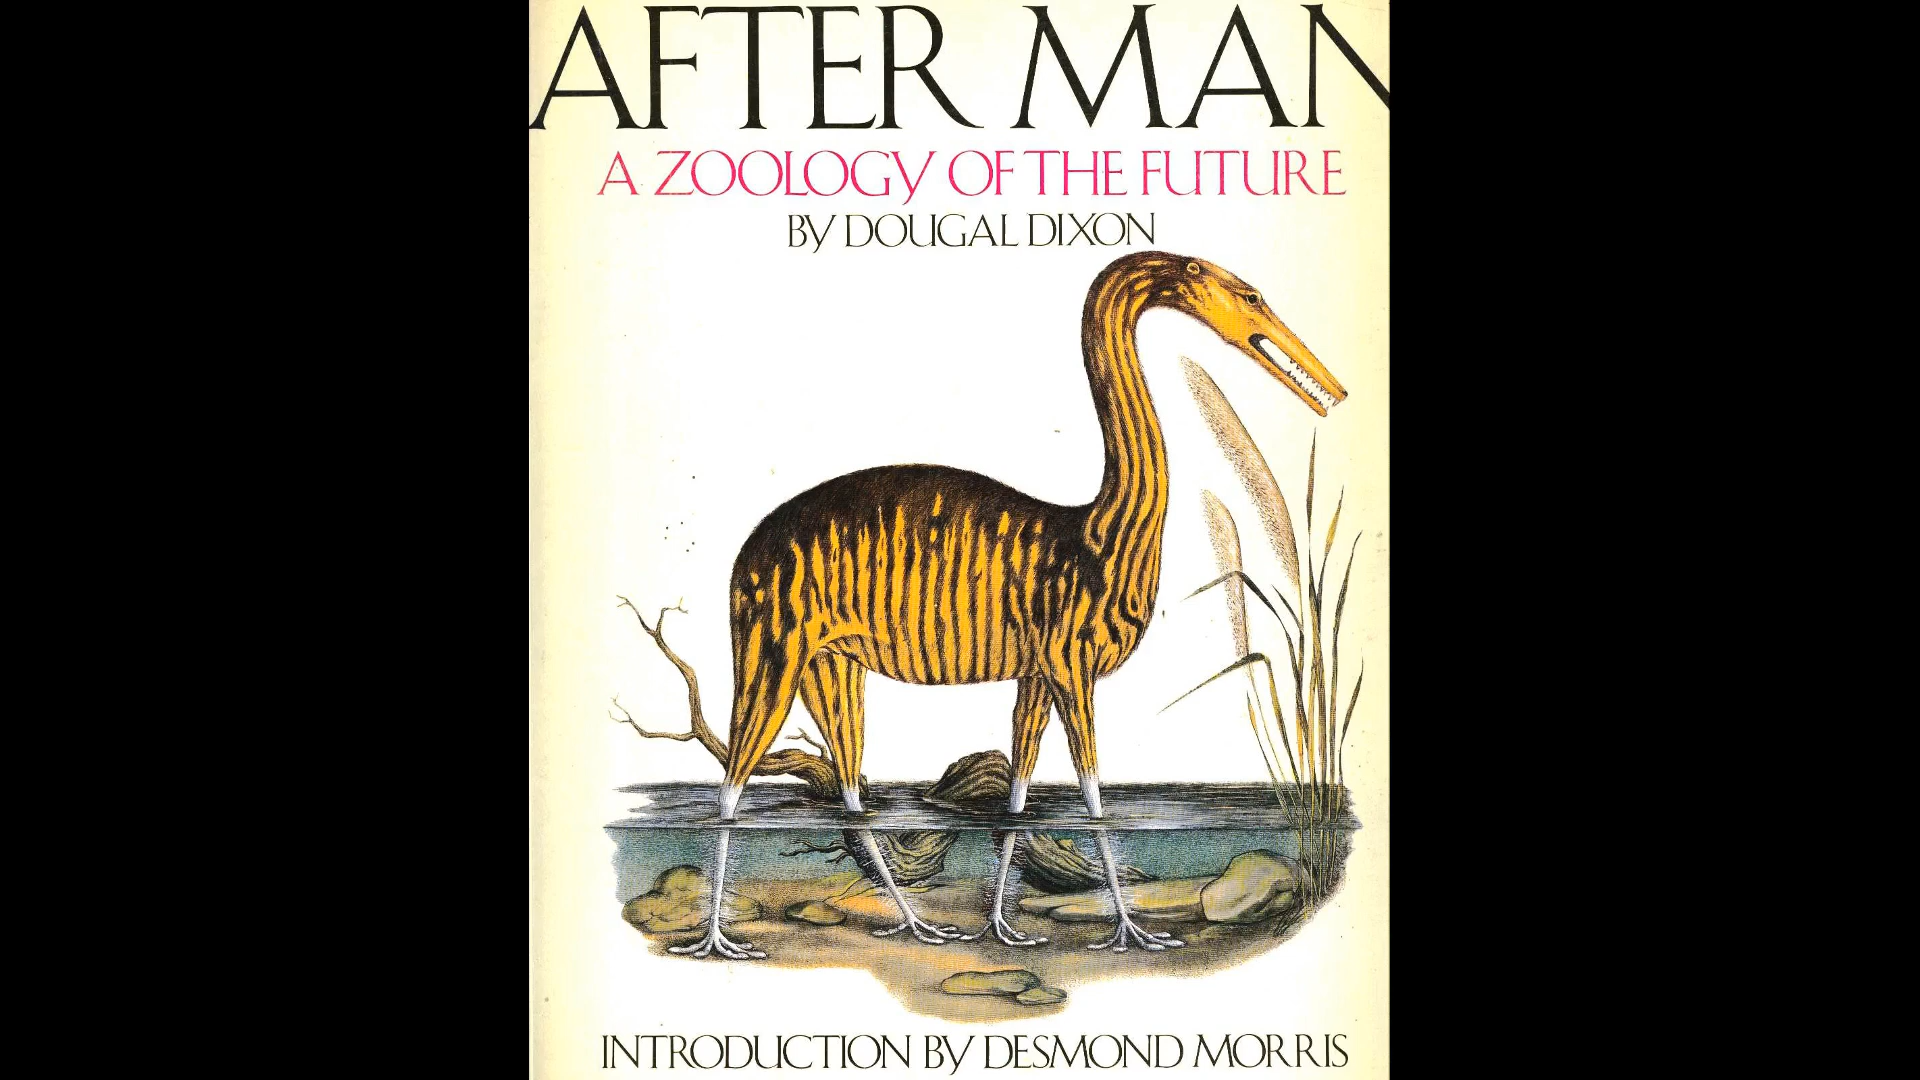 AFTER MAN
A ZOOLOGY OF THE FUTURE
BY DOUGAL DIXON
INTRODUCTION BY DESMOND MORRIS